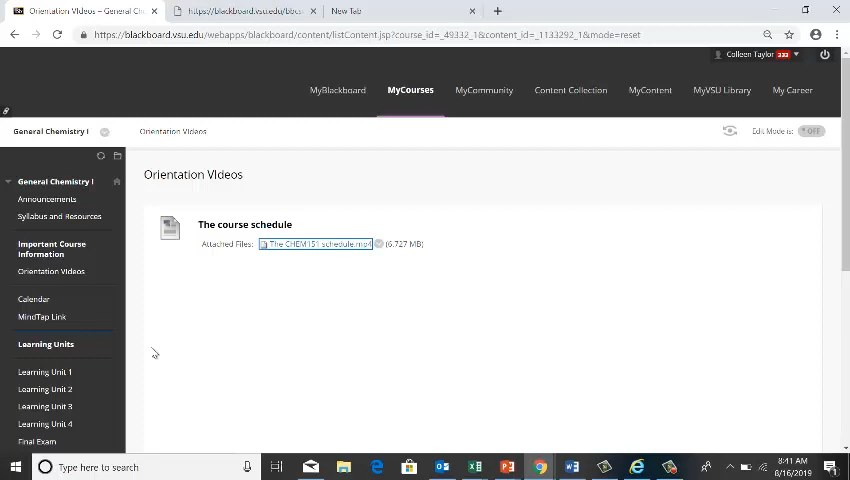 Orientation VIdeos – General Che
https://blackboard.vsu.edu/bbcs
New Tab
https://blackboard.vsu.edu/webapps/blackboard/content/listContent.jsp?course_id=_49332_1&content_id=_1133292_1&mode=reset
Colleen Taylor 333
MyBlackboard MyCourses MyCommunity Content Collection MyContent MyVSU Library My Career
General Chemistry I Orientation VIdeos Edit Mode is: OFF
General Chemistry I
Announcements
Syllabus and Resources
Important Course
Information
Orientation VIdeos
Calendar
MindTap Link
Learning Units
Learning Unit 1
Learning Unit 2
Learning Unit 3
Learning Unit 4
Final Exam
Orientation VIdeos
The course schedule
Attached Files: The CHEM151 schedule.mp4 (6.727 MB)
Type here to search
8:41 AM
8/16/2019